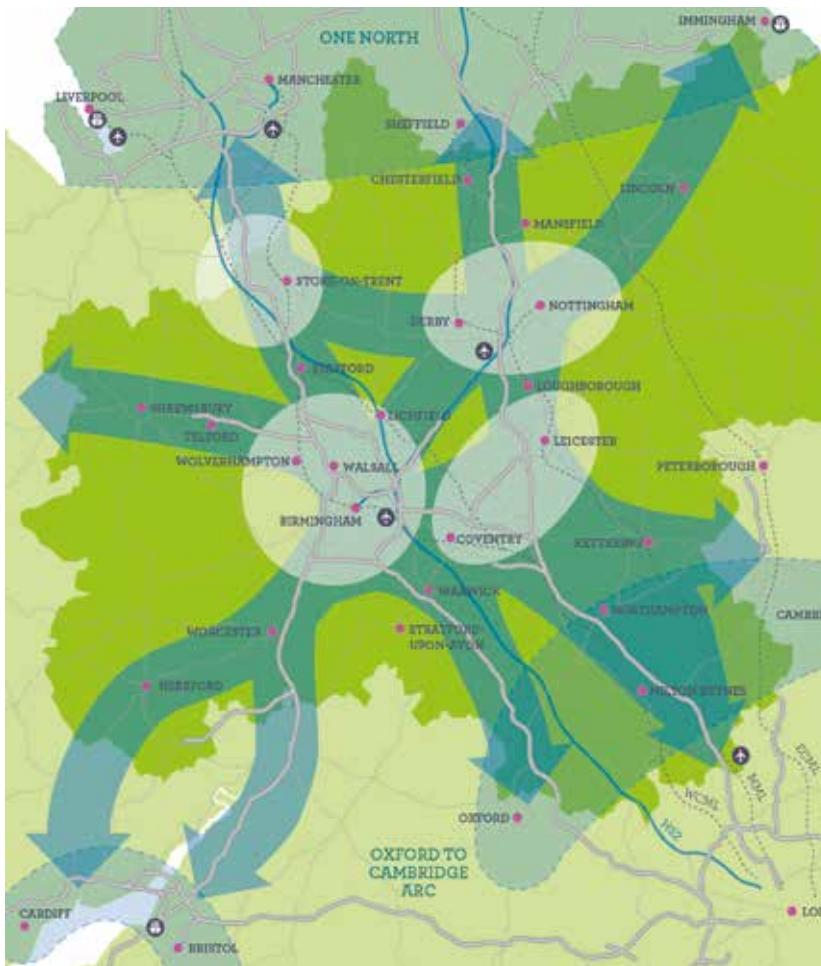 IMMINGHAM
ONE NORTH
MANCHESTER
LIVERPOOL
SHEFFIELD
CHESTERFIELD
LINCOLN
MANSFIELD
STOKE-ON-TRENT
NOTTINGHAM
DERBY
STAFFORD
LOUGHBOROUGH
SHREWSBURY
LICHFIELD
TELFORD
LEICESTER
WOLVERHAMPTON
WALSALL
PETERBOROUGH
BIRMINGHAM
COVENTRY
KETTERING
WARWICK
NORTHAMPTON
CAMBRI
WORCESTER
STRATFORD-
UPON-AVON
HEREFORD
MILTON KEYNES
ECML
MML
WCML
OXFORD
HS2
OXFORD TO
CAMBRIDGE
ARC
CARDIFF
LON
BRISTOL